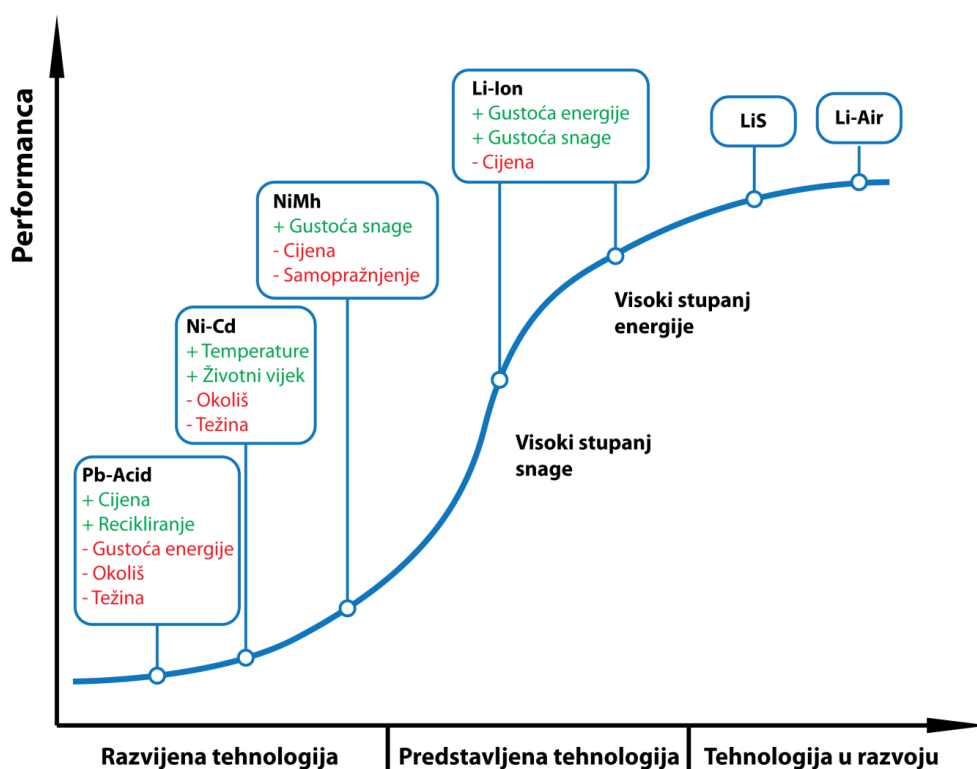 Performanca
Pb-Acid
+ Cijena
+ Recikliranje
- Gustoća energije
- Okoliš
- Težina
Ni-Cd
+ Temperature
+ Životni vijek
- Okoliš
- Težina
NiMh
+ Gustoća snage
- Cijena
- Samopražnjenje
Li-Ion
+ Gustoća energije
+ Gustoća snage
- Cijena
LiS
Li-Air
Visoki stupanj
energije
Visoki stupanj
snage
Razvijena tehnologija
Predstavljena tehnologija
Tehnologija u razvoju